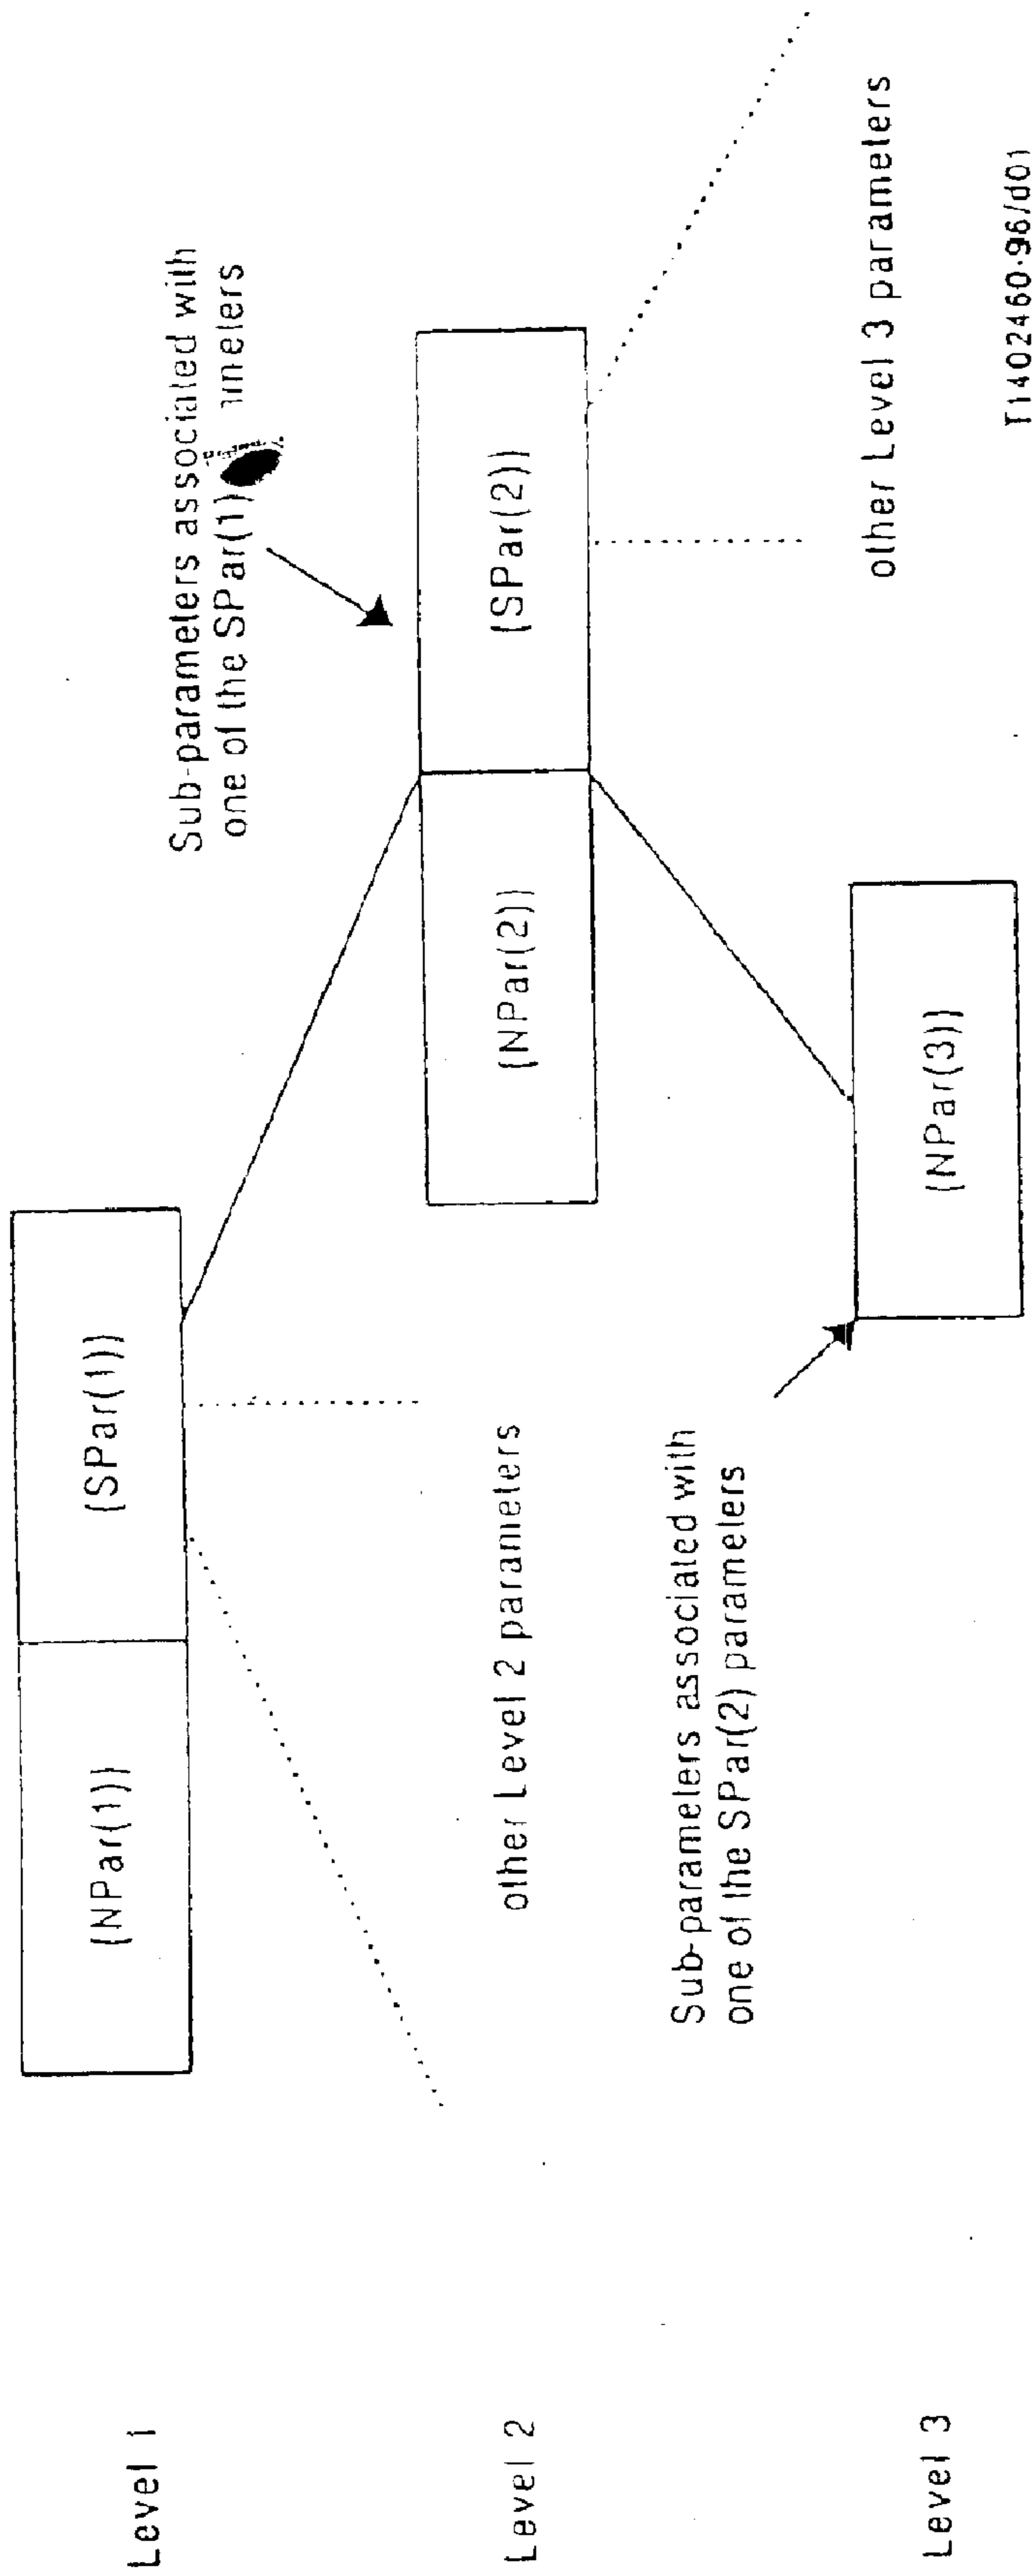 Level 1
{NPar(1)}
{SPar(1)}
Sub-parameters associated with
one of the SPar(1)
Level 2
other Level 2 parameters
{NPar(2)}
{SPar(2)}
Sub-parameters associated with
one of the SPar(2) parameters
Level 3
{NPar(3)}
other Level 3 parameters
T1402460-96/d01